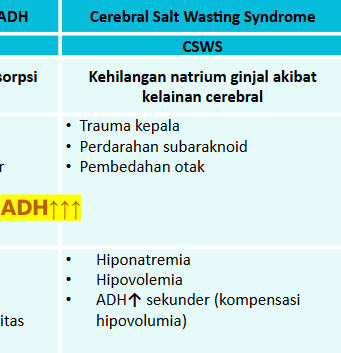 ADH
Cerebral Salt Wasting Syndrome
CSWS
sorpsi
Kehilangan natrium ginjal akibat
kelainan cerebral
• Trauma kepala
• Perdarahan subaraknoid
• Pembedahan otak
r
ADH↑↑↑
• Hiponatremia
• Hipovolemia
• ADH↑ sekunder (kompensasi
hipovolumia)
itas